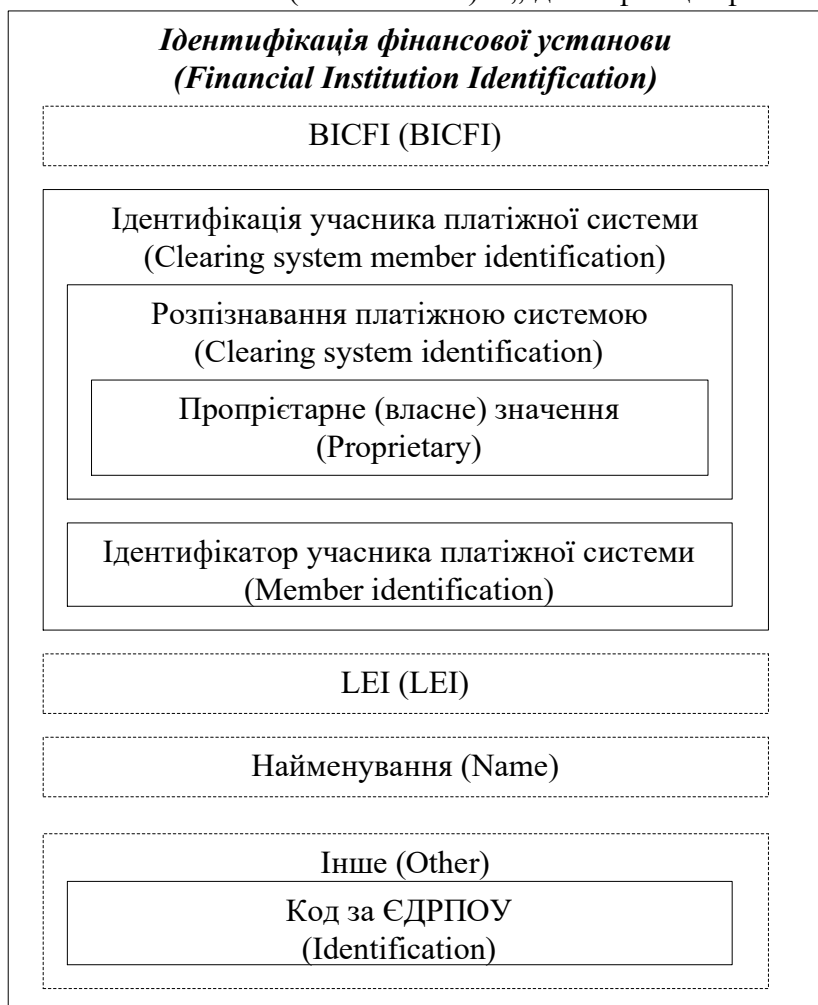 Ідентифікація фінансової установи
(Financial Institution Identification)
BICFI (BICFI)
Ідентифікація учасника платіжної системи
(Clearing system member identification)
Розпізнавання платіжною системою
(Clearing system identification)
Пропрієтарне (власне) значення
(Proprietary)
Ідентифікатор учасника платіжної системи
(Member identification)
LEI (LEI)
Найменування (Name)
Інше (Other)
Код за ЄДРПОУ
(Identification)